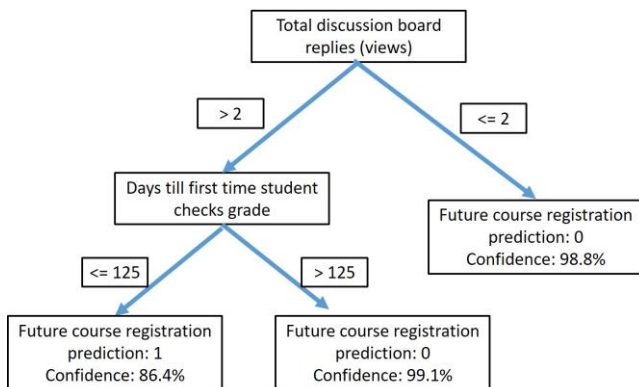 Total discussion board
replies (views)
> 2
<= 2
Days till first time student
checks grade
Future course registration
prediction: 0
Confidence: 98.8%
<= 125
> 125
Future course registration
prediction: 1
Confidence: 86.4%
Future course registration
prediction: 0
Confidence: 99.1%